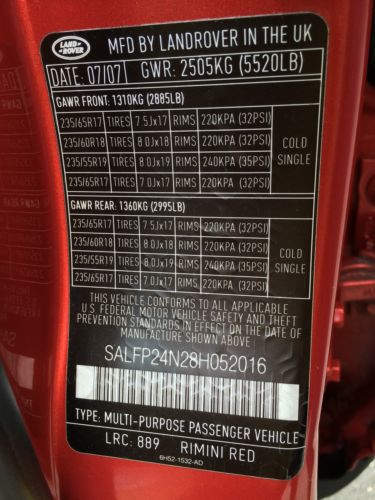 LAND ROVER
MFD BY LANDROVER IN THE UK
DATE: 07/07 GWR: 2505KG (5520LB)
GAWR FRONT: 1310KG (2885LB)
235/65R17 TIRES 7.5Jx17 RIMS 220KPA (32PSI)
235/60R18 TIRES 8.0Jx18 RIMS 220KPA (32PSI)
235/55R19 TIRES 8.0Jx19 RIMS 240KPA (35PSI)
235/65R17 TIRES 7.0Jx17 RIMS 220KPA (32PSI)
COLD
SINGLE
GAWR REAR: 1360KG (2995LB)
235/65R17 TIRES 7.5Jx17 RIMS 220KPA (32PSI)
235/60R18 TIRES 8.0Jx18 RIMS 220KPA (32PSI)
235/55R19 TIRES 8.0Jx19 RIMS 240KPA (35PSI)
235/65R17 TIRES 7.0Jx17 RIMS 220KPA (32PSI)
COLD
SINGLE
THIS VEHICLE CONFORMS TO ALL APPLICABLE
U.S FEDERAL MOTOR VEHICLE SAFETY AND THEFT
PREVENTION STANDARDS IN EFFECT ON THE DATE OF
MANUFACTURE SHOWN ABOVE
SALFP24N28H052016
TYPE: MULTI-PURPOSE PASSENGER VEHICLE
LRC: 889 RIMINI RED
6H52-1532-AD